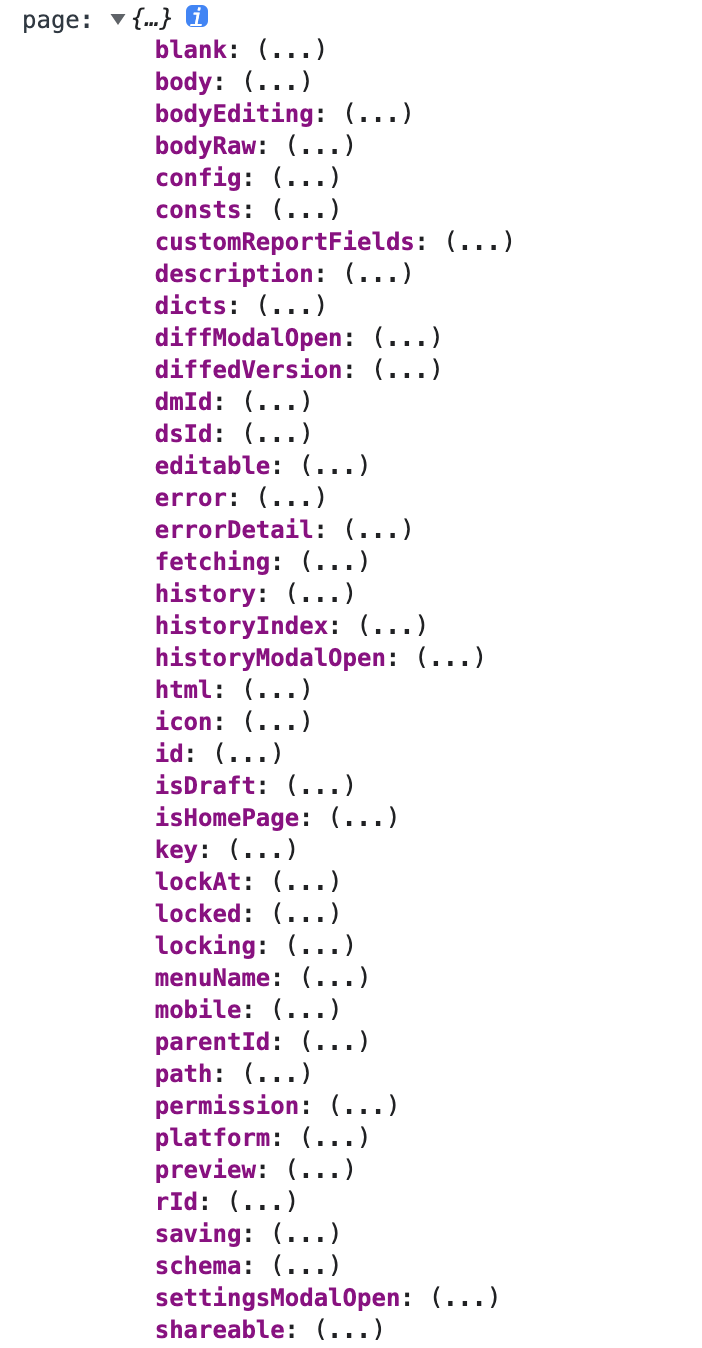 page: ▼{…} i
blank: (...)
body: (...)
bodyEditing: (...)
bodyRaw: (...)
config: (...)
consts: (...)
customReportFields: (...)
description: (...)
dicts: (...)
diffModalOpen: (...)
diffedVersion: (...)
dmId: (...)
dsId: (...)
editable: (...)
error: (...)
errorDetail: (...)
fetching: (...)
history: (...)
historyIndex: (...)
historyModalOpen: (...)
html: (...)
icon: (...)
id: (...)
isDraft: (...)
isHomePage: (...)
key: (...)
lockAt: (...)
locked: (...)
locking: (...)
menuName: (...)
mobile: (...)
parentId: (...)
path: (...)
permission: (...)
platform: (...)
preview: (...)
rId: (...)
saving: (...)
schema: (...)
settingsModalOpen: (...)
shareable: (...)